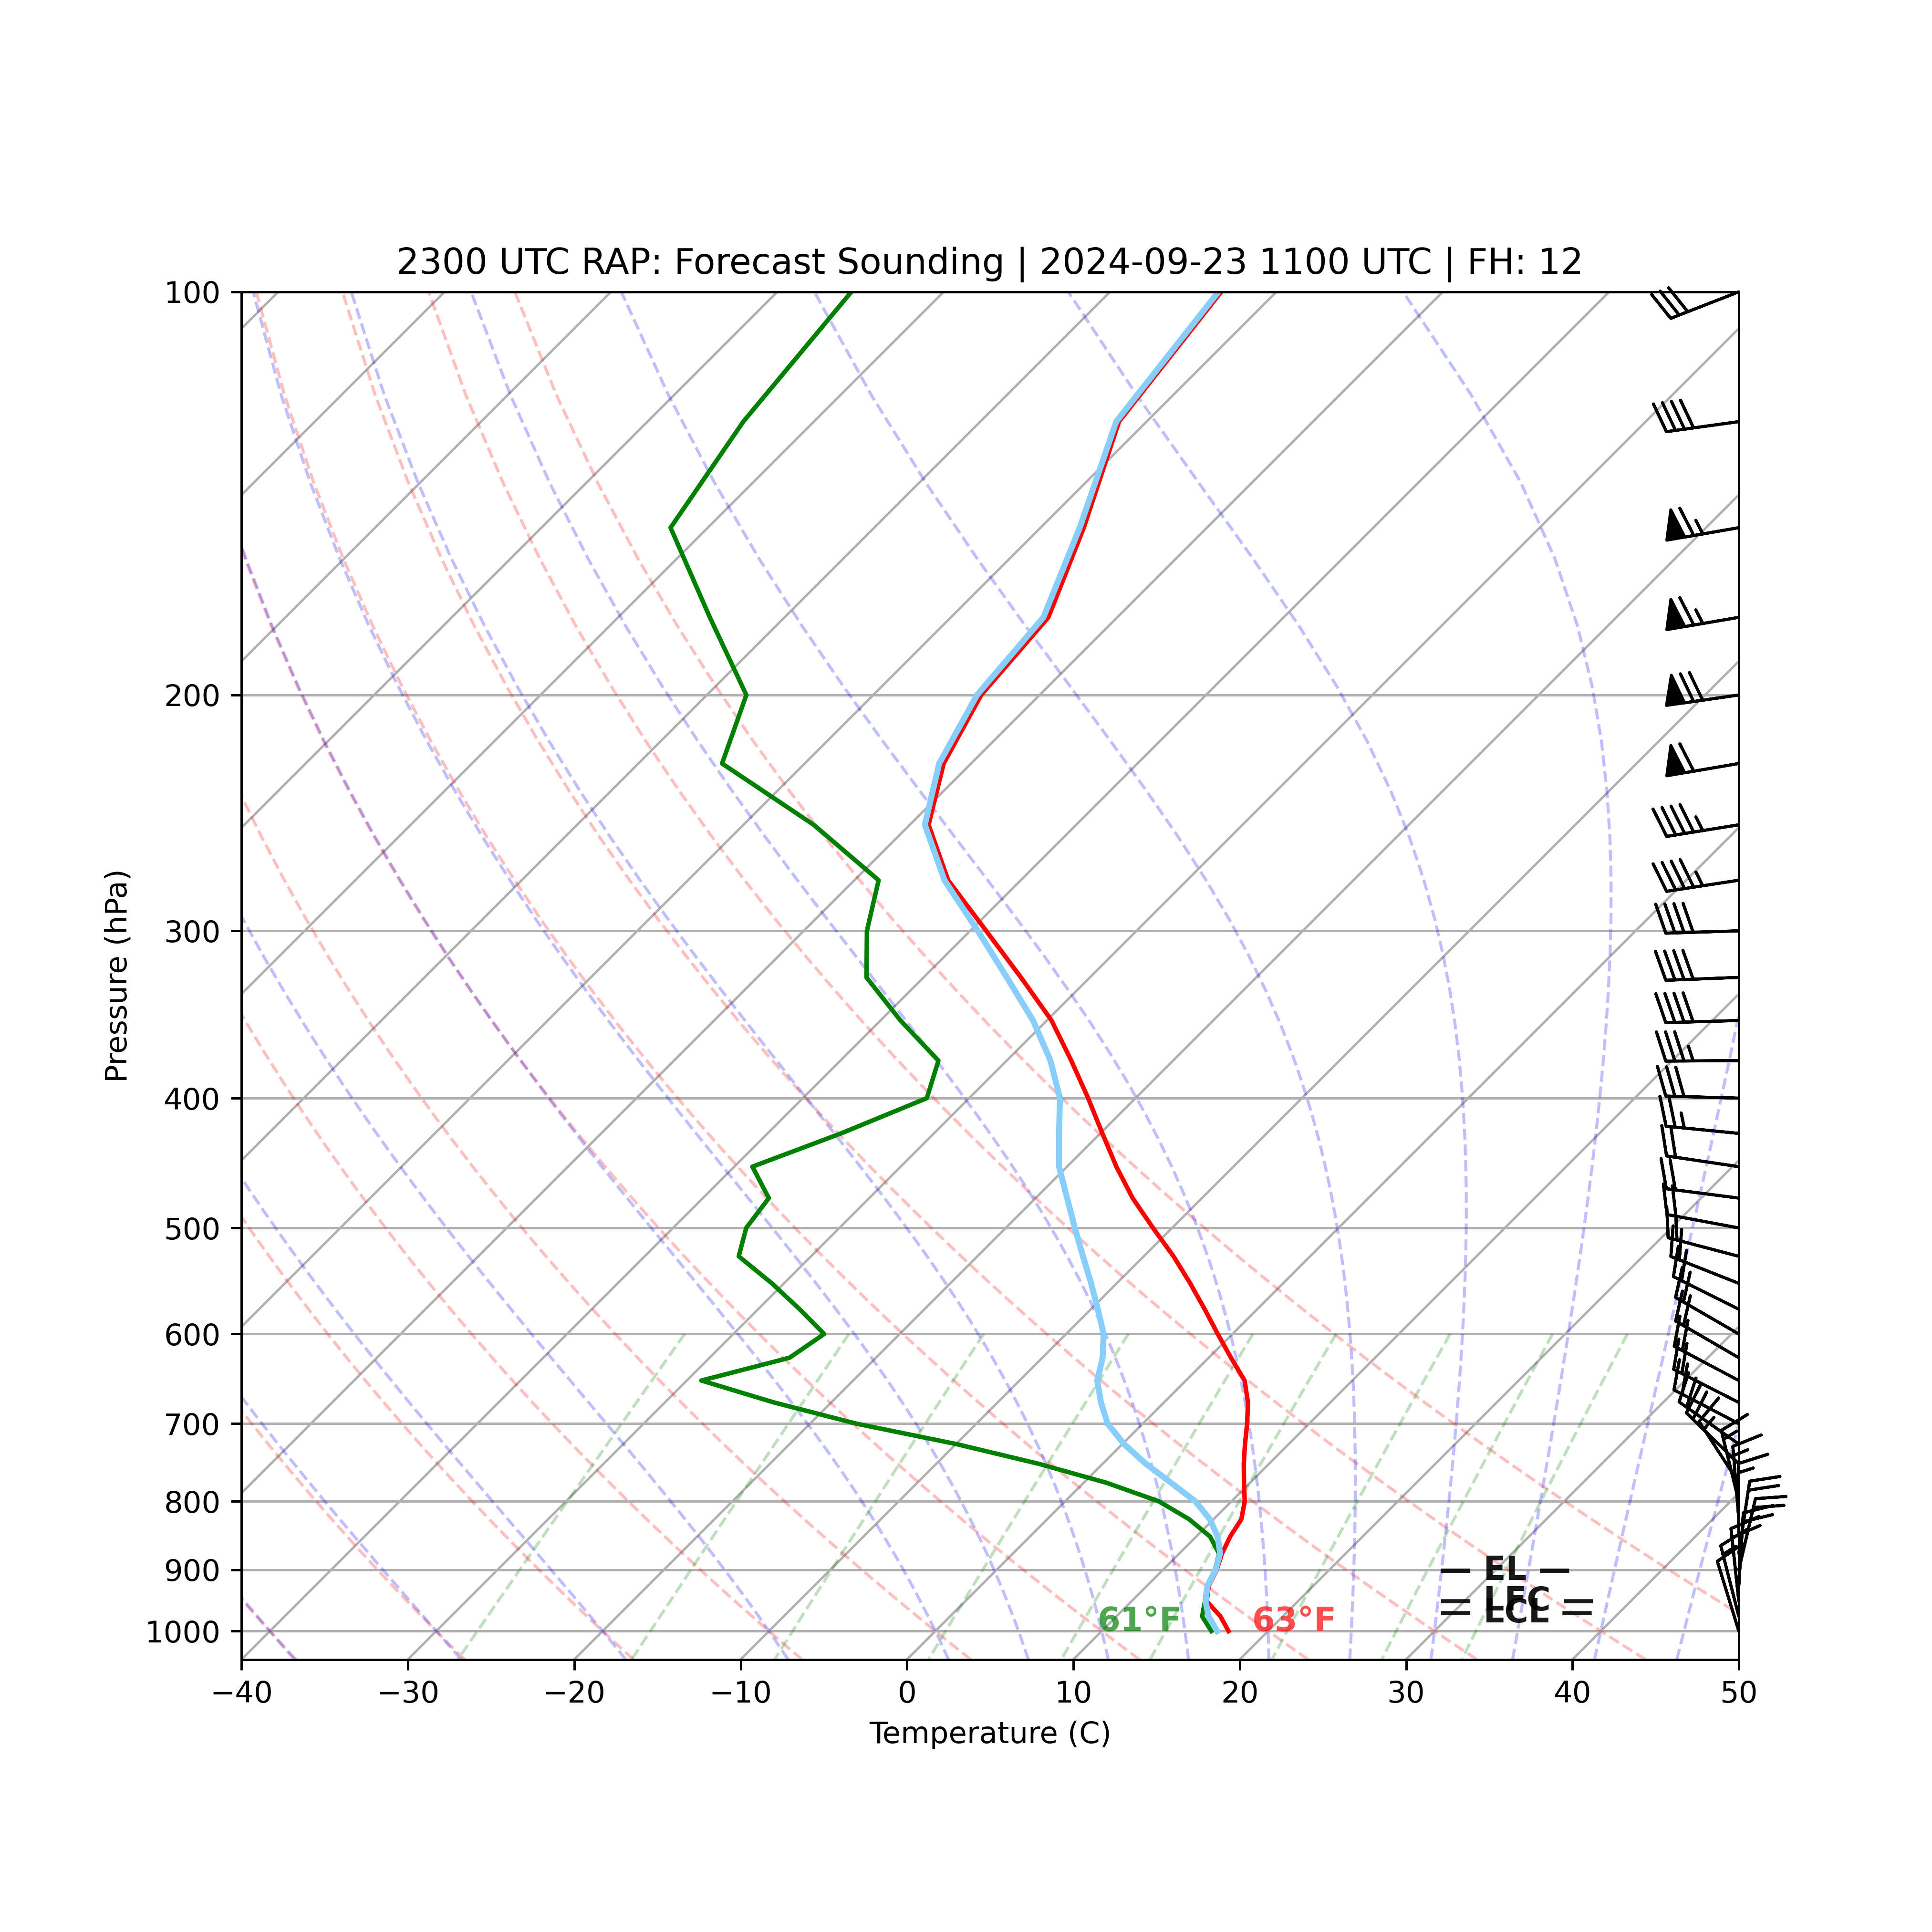 2300 UTC RAP: Forecast Sounding | 2024-09-23 1100 UTC | FH: 12
100
200
300
400
500
600
700
800
900
1000
Pressure (hPa)
— EL —
— LFC —
— LCL —
61°F 63°F
−40 −30 −20 −10 0 10 20 30 40 50
Temperature (C)